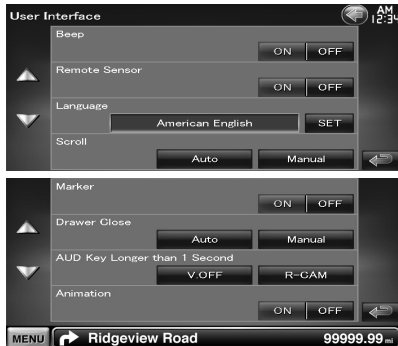 User Interface
AM
12:34
Beep
ON OFF
Remote Sensor
ON OFF
Language
American English SET
Scroll
Auto Manual
Marker
ON OFF
Drawer Close
Auto Manual
AUD Key Longer than 1 Second
V.OFF R-CAM
Animation
ON OFF
MENU Ridgeview Road 99999.99 mi